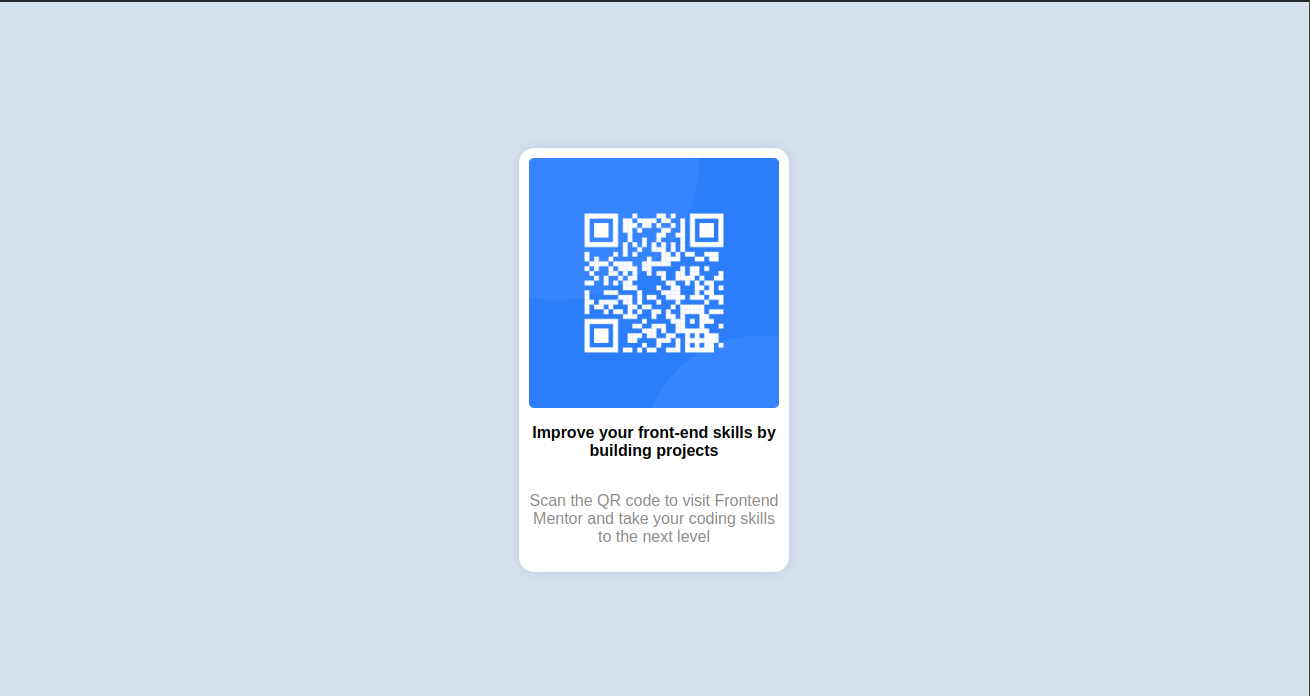 Improve your front-end skills by
building projects
Scan the QR code to visit Frontend
Mentor and take your coding skills
to the next level